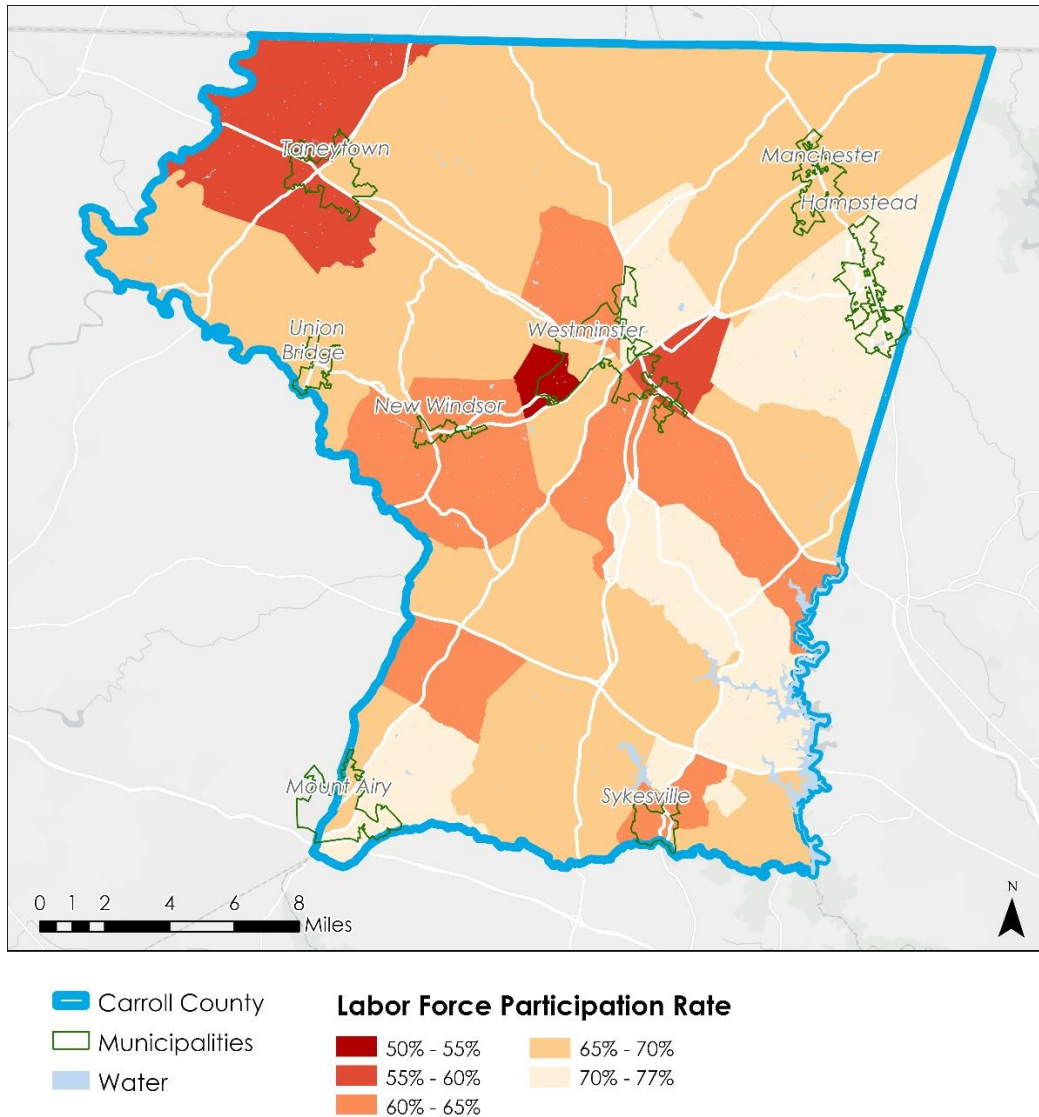 Taneytown
Manchester
Hampstead
Westminster
Union
Bridge
New Windsor
Mount Airy
Sykesville
0 1 2 4 6 8
Miles
N
Carroll County
Municipalities
Water
Labor Force Participation Rate
50% - 55%
55% - 60%
60% - 65%
65% - 70%
70% - 77%